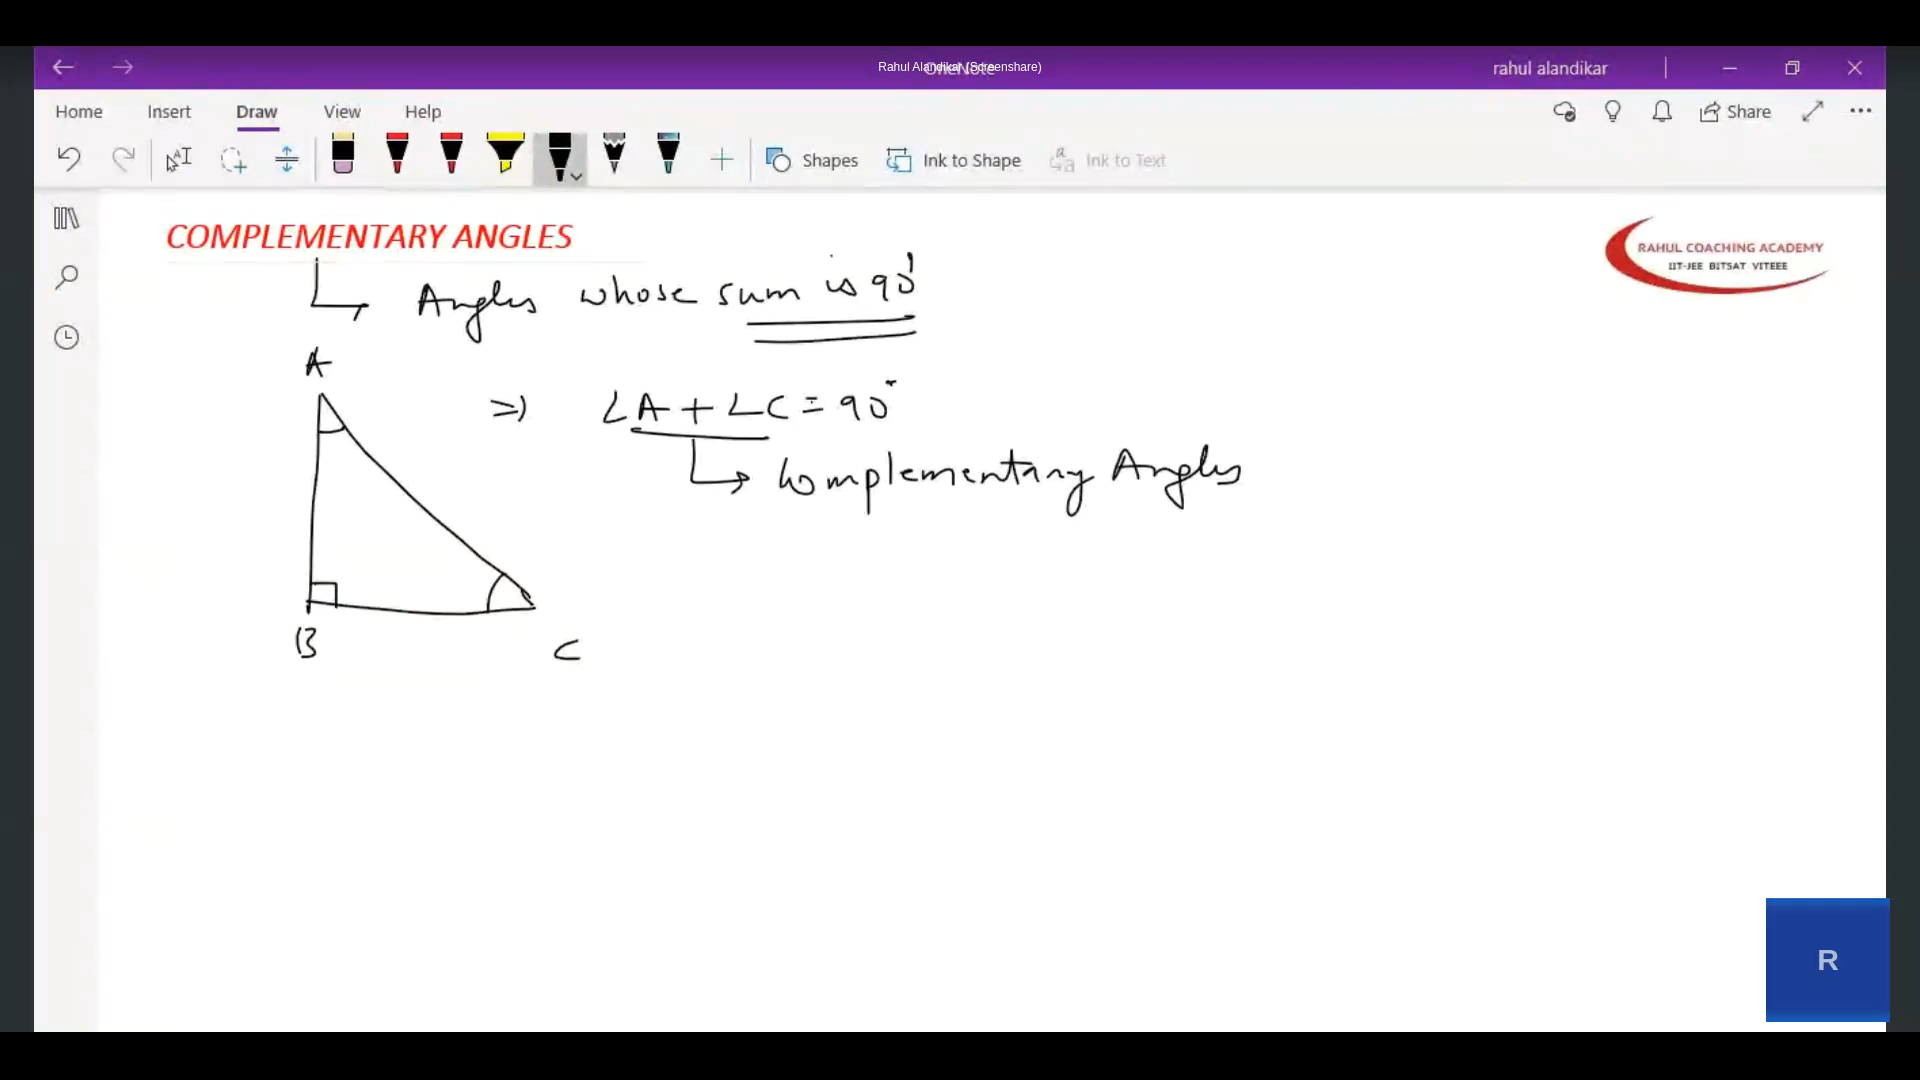 Rahul Alandikar (Screenshare)
OneNote
rahul alandikar
Home Insert Draw View Help
Share
Shapes Ink to Shape Ink to Text
COMPLEMENTARY ANGLES
RAHUL COACHING ACADEMY
IIT-JEE BITSAT VITEEE
Angles whose sum is 90°
A
=) ∠A + ∠C = 90°
Complementary Angles
B
C
R